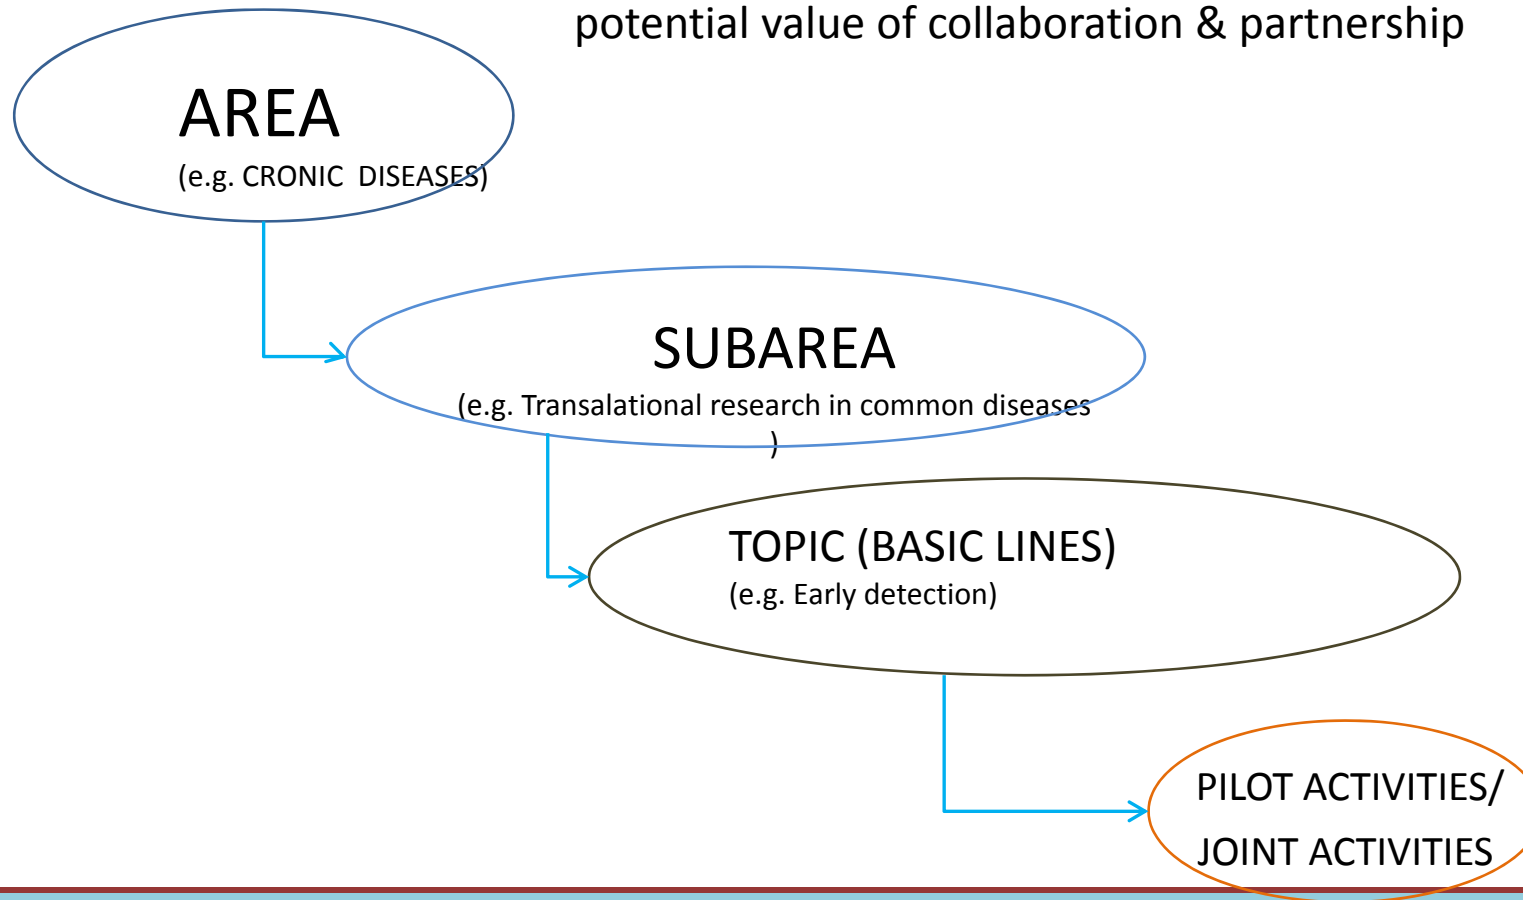 potential value of collaboration & partnership
AREA
(e.g. CRONIC DISEASES)
SUBAREA
(e.g. Transalational research in common diseases
)
TOPIC (BASIC LINES)
(e.g. Early detection)
PILOT ACTIVITIES/
JOINT ACTIVITIES